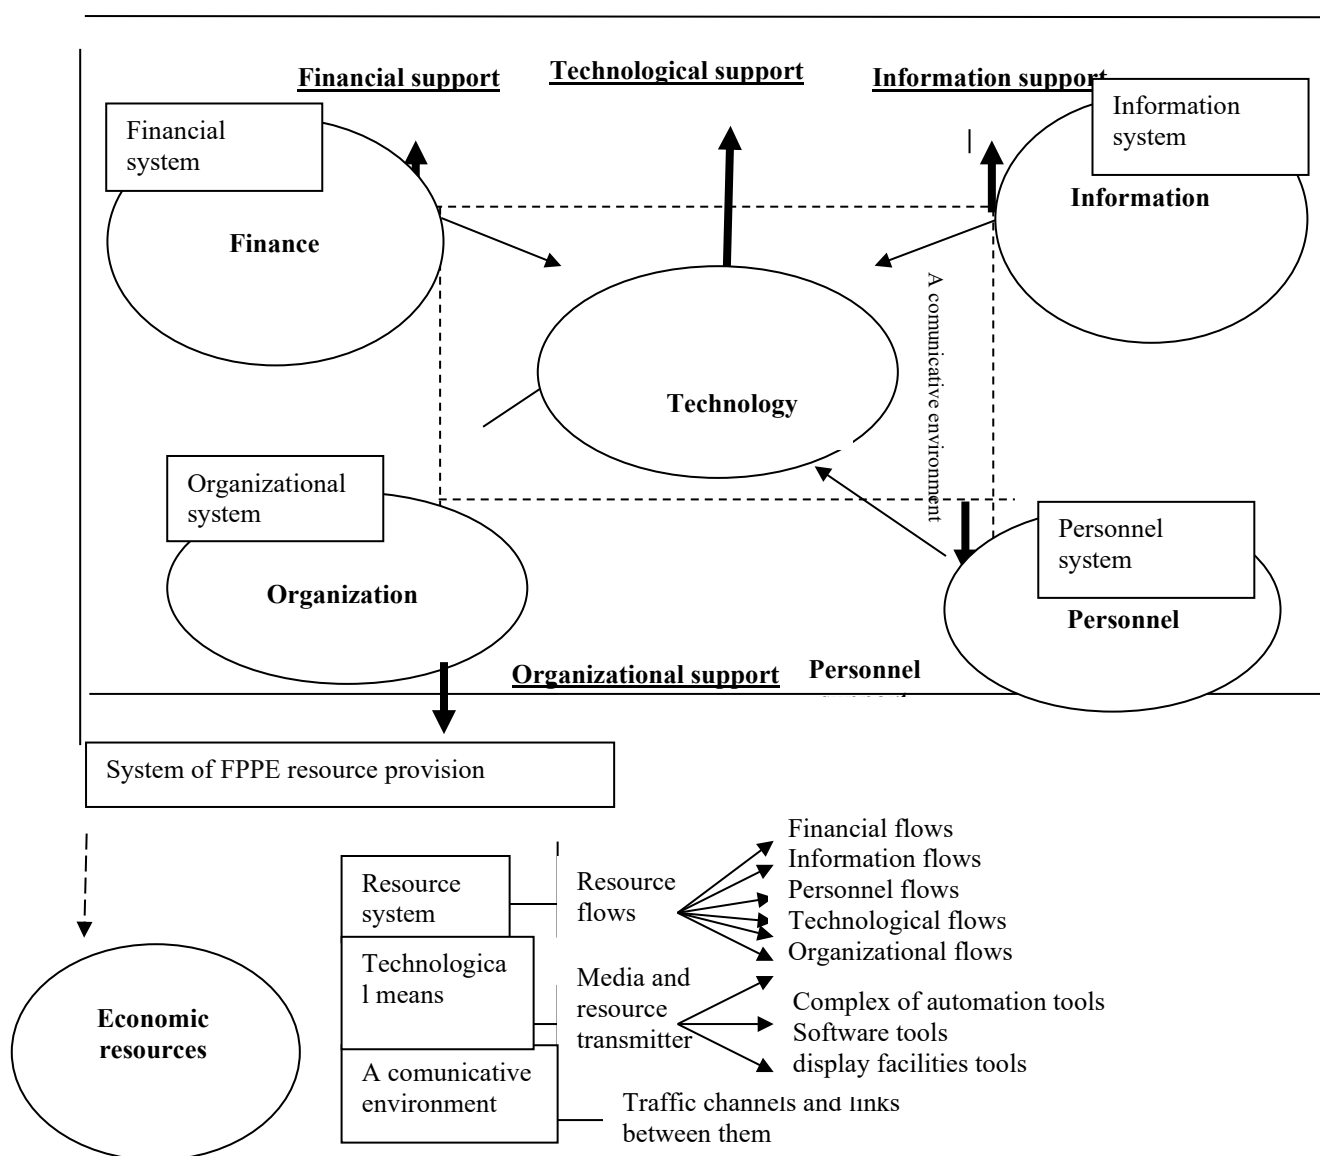 Financial support
Technological support
Information support
Financial
system
Information
system
Information
Finance
A comunicative environment
Technology
Organizational
system
Personnel
system
Organization
Personnel
Organizational support
Personnel
System of FPPE resource provision
Financial flows
Information flows
Personnel flows
Technological flows
Organizational flows
Resource
system
Resource
flows
Technologica
l means
Media and
resource
transmitter
Complex of automation tools
Software tools
display facilities tools
Economic
resources
A comunicative
environment
Traffic channels and links
between them